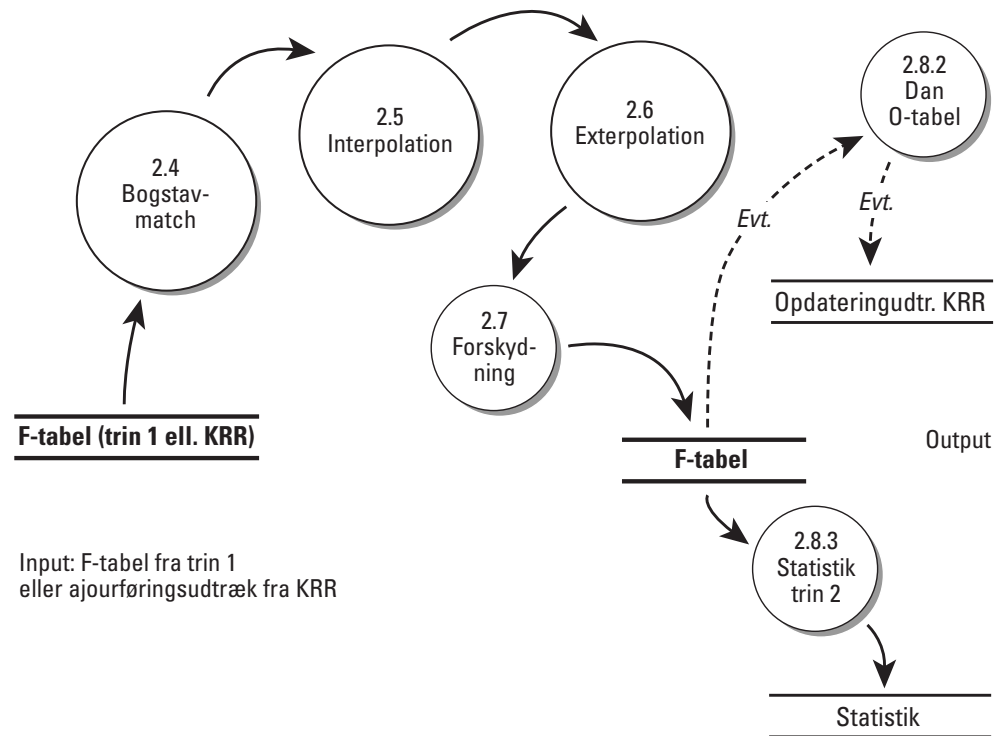 2.4
Bogstav-
match
2.5
Interpolation
2.6
Exterpolation
2.8.2
Dan
O-tabel
Evt.
Evt.
Opdateringudtr. KRR
2.7
Forskyd-
ning
F-tabel (trin 1 ell. KRR)
F-tabel
Output
Input: F-tabel fra trin 1
eller ajourføringsudtræk fra KRR
2.8.3
Statistik
trin 2
Statistik